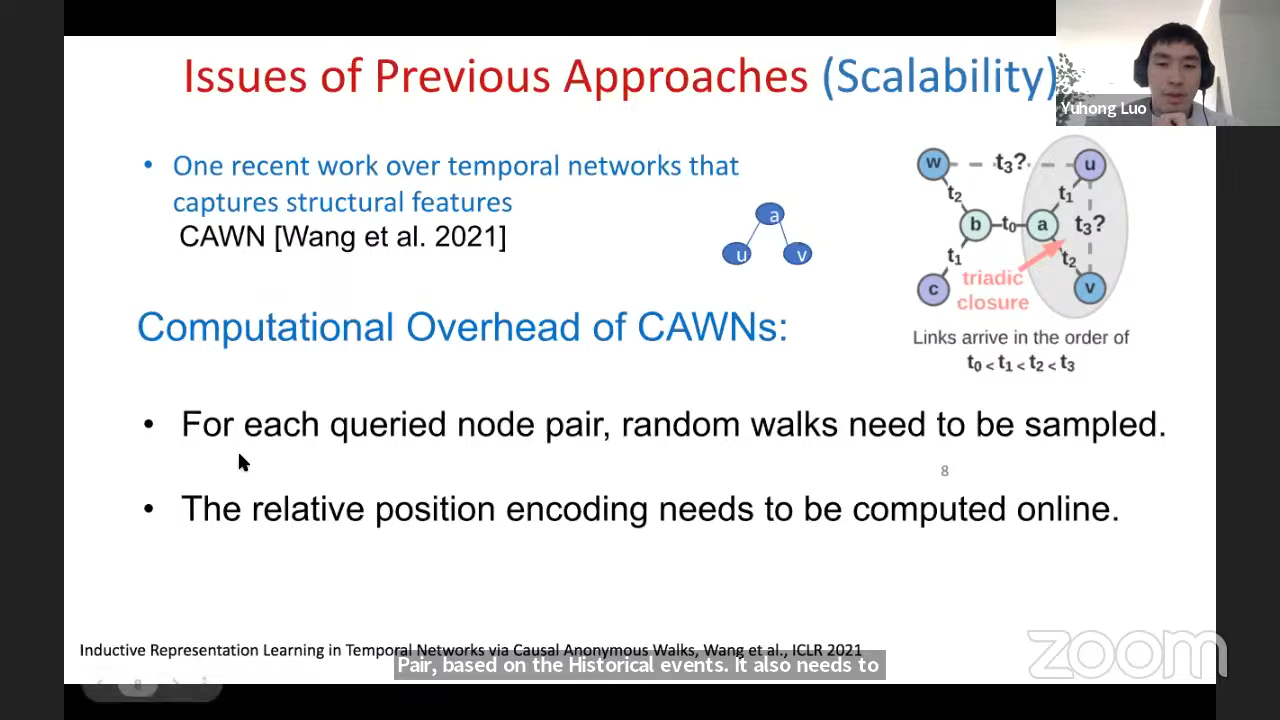 Issues of Previous Approaches (Scalability)
Yuhong Luo
• One recent work over temporal networks that
captures structural features
CAWN [Wang et al. 2021]
a
u
v
w
t3?
u
t2
t1
b
t0
a
t3?
t1
t2
triadic
closure
c
v
Links arrive in the order of
t0 < t1 < t2 < t3
Computational Overhead of CAWNs:
• For each queried node pair, random walks need to be sampled.
8
• The relative position encoding needs to be computed online.
Inductive Representation Learning in Temporal Networks via Causal Anonymous Walks, Wang et al., ICLR 2021
Pair, based on the Historical events. It also needs to
zoom
8